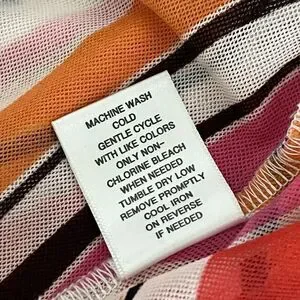 MACHINE WASH
COLD
GENTLE CYCLE
WITH LIKE COLORS
ONLY NON-
CHLORINE BLEACH
WHEN NEEDED
TUMBLE DRY LOW
REMOVE PROMPTLY
COOL IRON
ON REVERSE
IF NEEDED